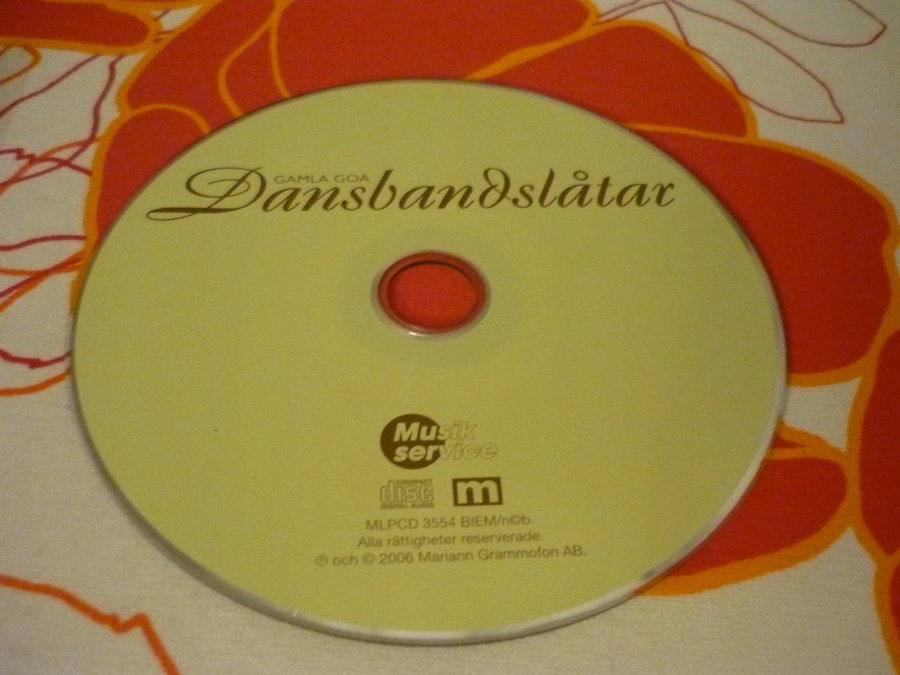 GAMLA GOA
Dansbandslåtar
Musik
service
COMPACT
disc
DIGITAL AUDIO
m
MLPCD 3554 BIEM/n©b.
Alla rättigheter reserverade.
℗ och © 2006 Mariann Grammofon AB.